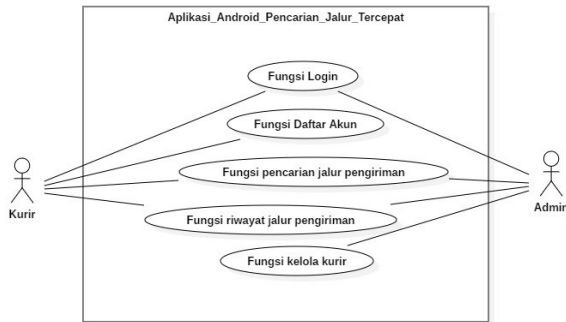 Aplikasi_Android_Pencarian_Jalur_Tercepat
Fungsi Login
Fungsi Daftar Akun
Fungsi pencarian jalur pengiriman
Kurir
Admin
Fungsi riwayat jalur pengiriman
Fungsi kelola kurir